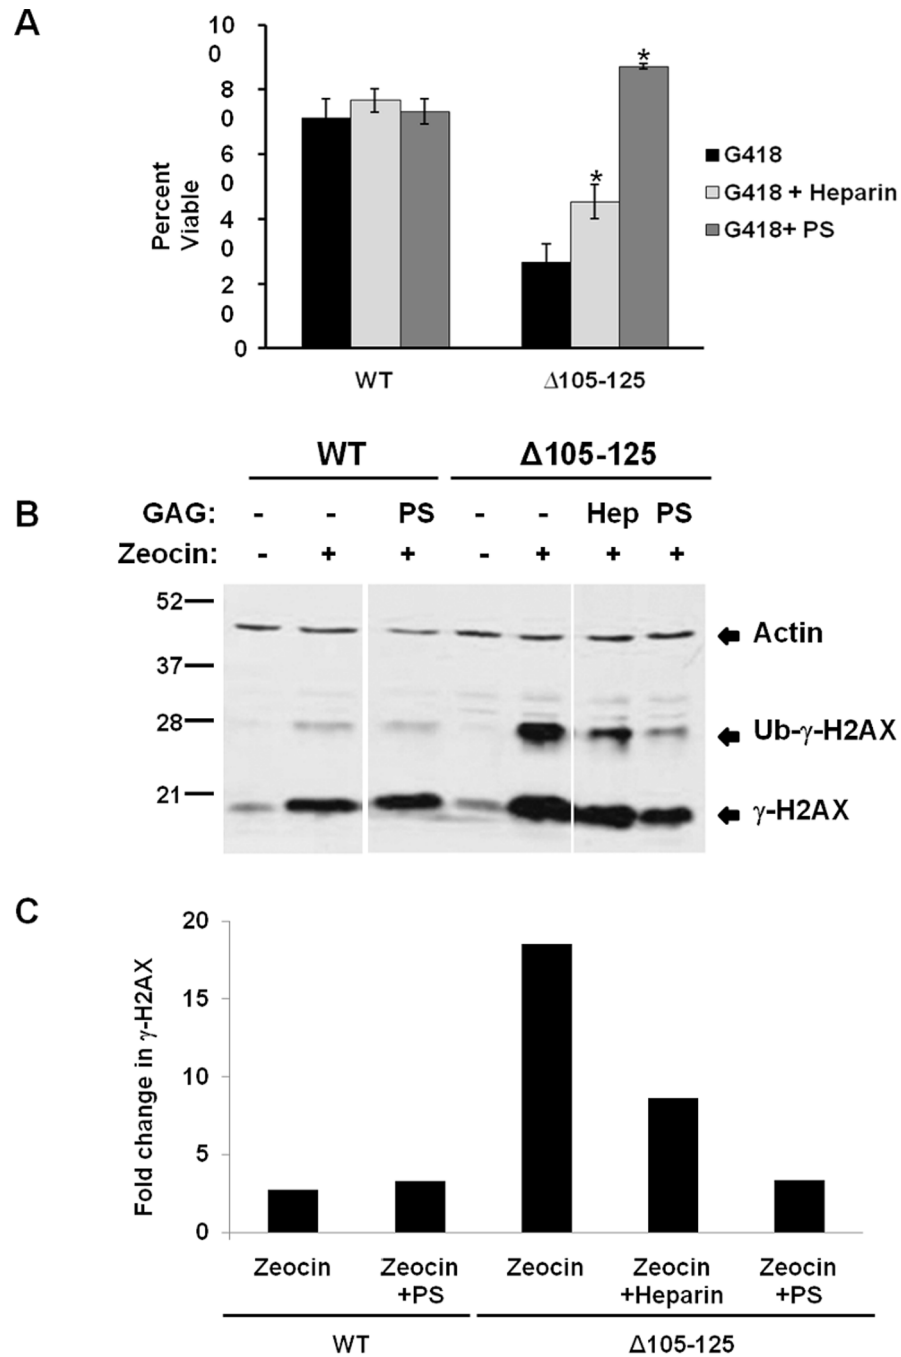 A
10
0
8
0
6
0
4
0
2
0
0
Percent
Viable
*
*
G418
G418 + Heparin
G418+ PS
WT
Δ105-125
B
WT
Δ105-125
GAG: - - PS - - Hep PS
Zeocin: - + + - + + +
52
37
28
21
Actin
Ub-γ-H2AX
γ-H2AX
C
Fold change in γ-H2AX
20
15
10
5
0
Zeocin
Zeocin
+PS
Zeocin
Zeocin
+Heparin
Zeocin
+PS
WT
Δ105-125